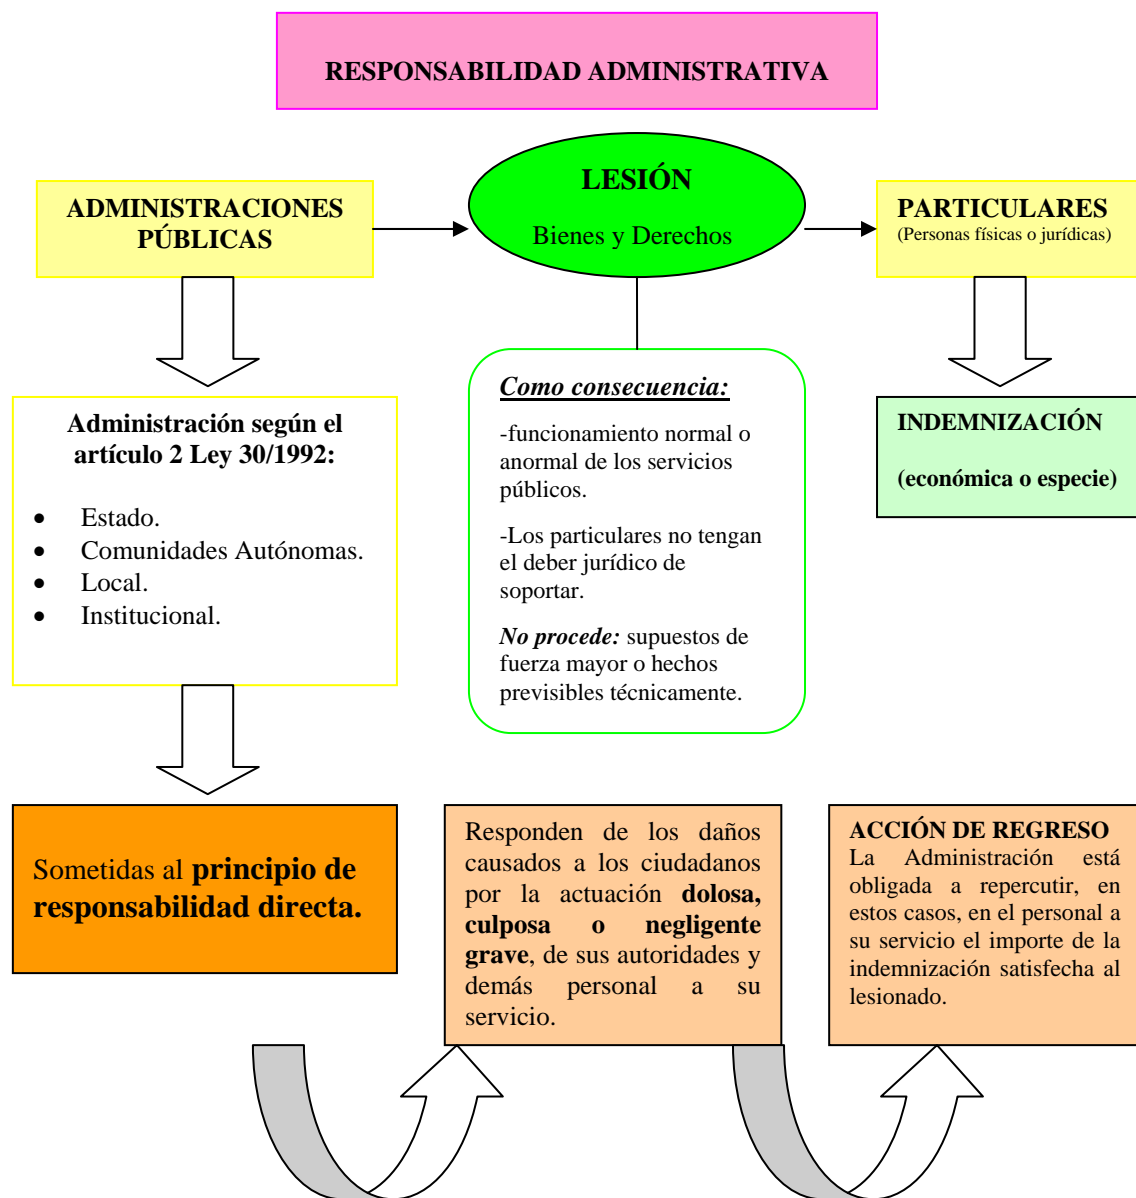 RESPONSABILIDAD ADMINISTRATIVA
ADMINISTRACIONES
PÚBLICAS
LESIÓN
Bienes y Derechos
PARTICULARES
(Personas físicas o jurídicas)
Administración según el
artículo 2 Ley 30/1992:
• Estado.
• Comunidades Autónomas.
• Local.
• Institucional.
Como consecuencia:
-funcionamiento normal o
anormal de los servicios
públicos.
-Los particulares no tengan
el deber jurídico de
soportar.
No procede: supuestos de
fuerza mayor o hechos
previsibles técnicamente.
INDEMNIZACIÓN
(económica o especie)
Sometidas al principio de
responsabilidad directa.
Responden de los daños
causados a los ciudadanos
por la actuación dolosa,
culposa o negligente
grave, de sus autoridades y
demás personal a su
servicio.
ACCIÓN DE REGRESO
La Administración está
obligada a repercutir, en
estos casos, en el personal a
su servicio el importe de la
indemnización satisfecha al
lesionado.